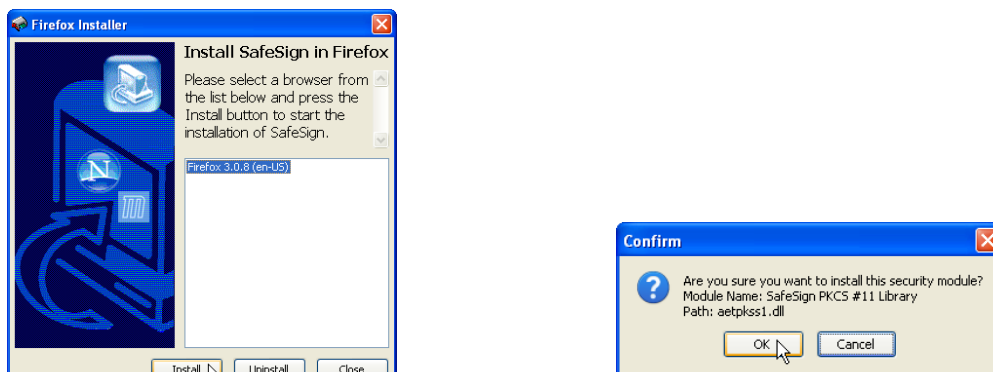 Firefox Installer
Install SafeSign in Firefox
Please select a browser from
the list below and press the
Install button to start the
installation of SafeSign.
Firefox 3.0.8 (en-US)
N
m
Install
Uninstall
Close
Confirm
Are you sure you want to install this security module?
Module Name: SafeSign PKCS #11 Library
Path: aetpkss1.dll
OK
Cancel